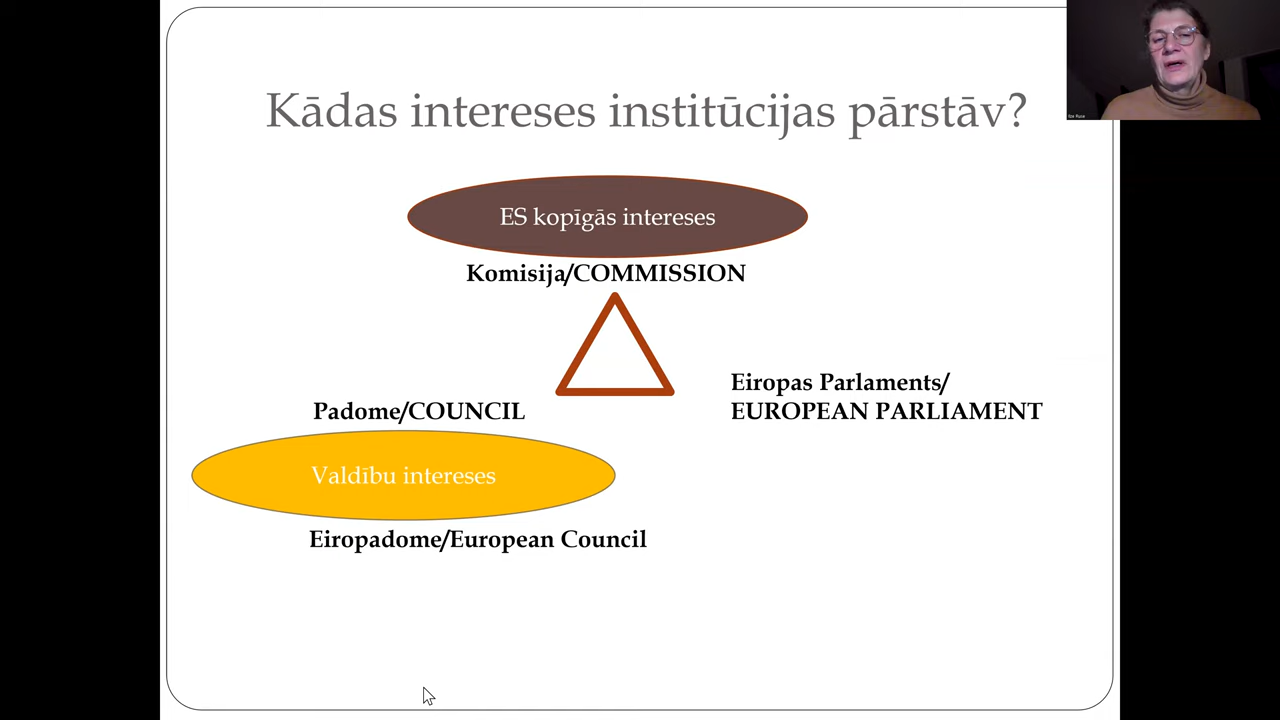 Kādas intereses institūcijas pārstāv?
ES kopīgās intereses
Komisija/COMMISSION
Eiropas Parlaments/
EUROPEAN PARLIAMENT
Padome/COUNCIL
Valdību intereses
Eiropadome/European Council